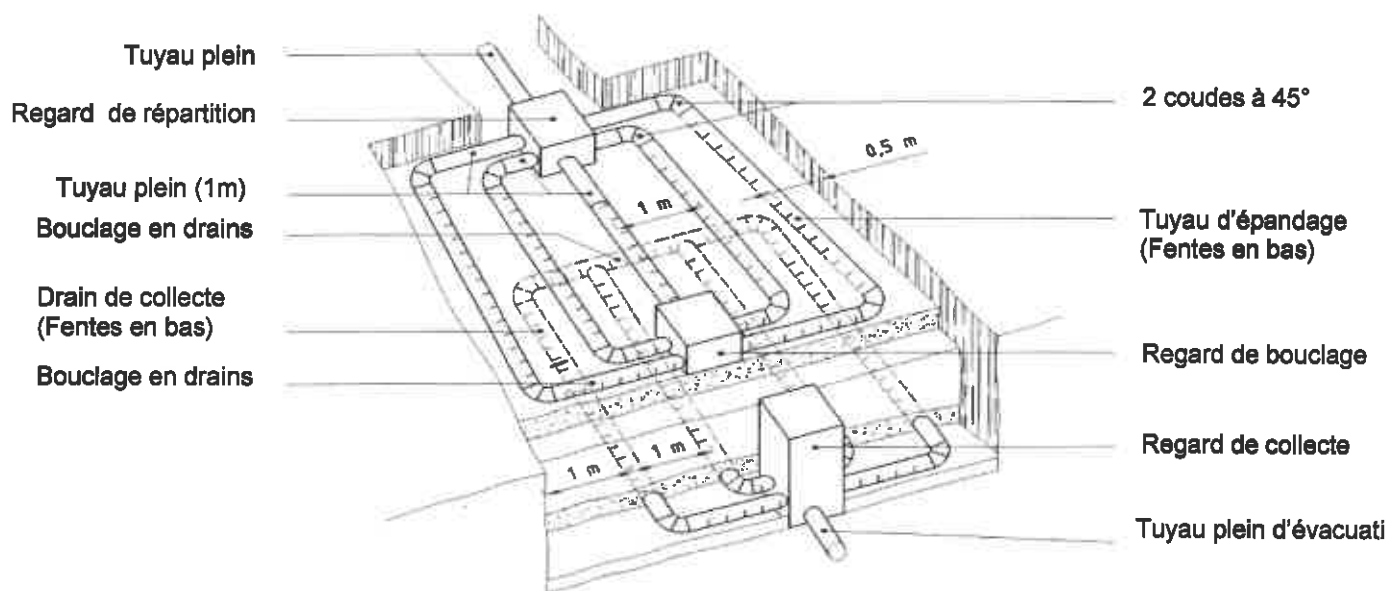 Tuyau plein
Regard de répartition
Tuyau plein (1m)
Bouclage en drains
Drain de collecte
(Fentes en bas)
Bouclage en drains
2 coudes à 45°
0,5 m
1 m
Tuyau d'épandage
(Fentes en bas)
Regard de bouclage
Regard de collecte
1 m
1 m
Tuyau plein d'évacuati